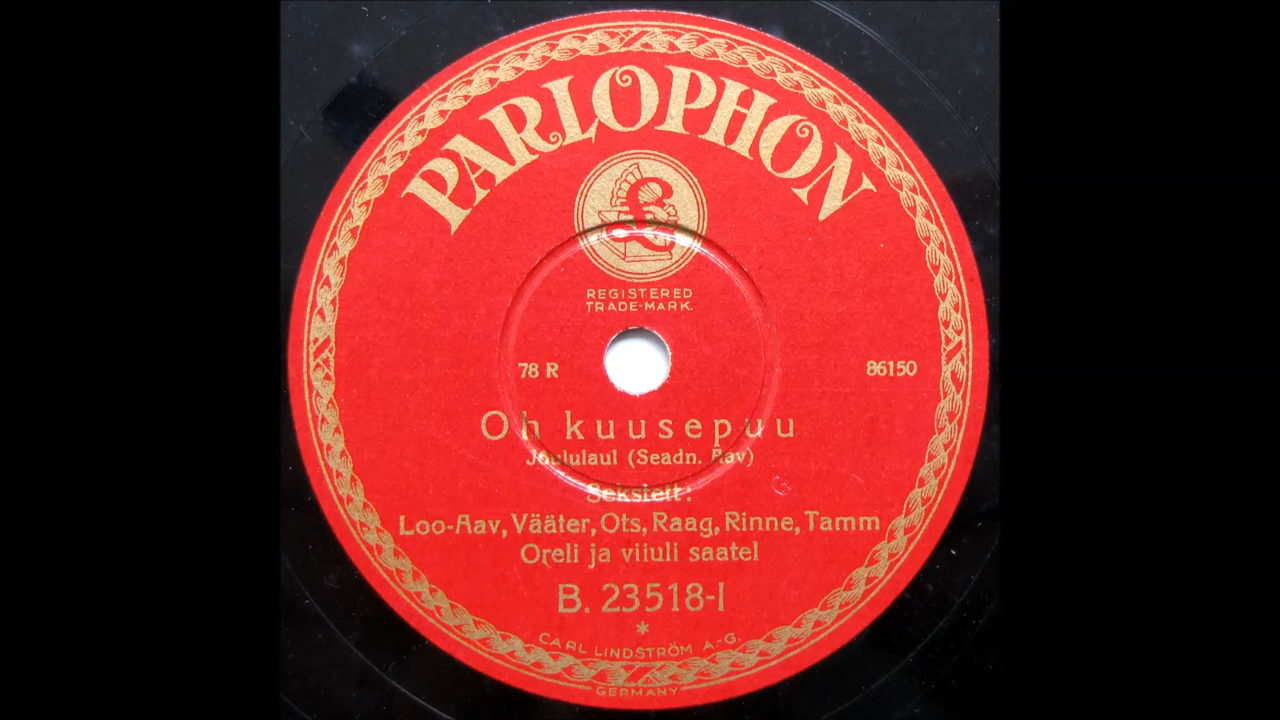 PARLOPHON
£
REGISTERED
TRADE-MARK.
78 R
86150
Oh kuusepuu
Jõululaul (Seadn. Aav)
Sekstett:
Loo-Aav, Vääter, Ots, Raag, Rinne, Tamm
Oreli ja viiuli saatel
B. 23518-I
*
CARL LINDSTRÖM A.-G.
GERMANY